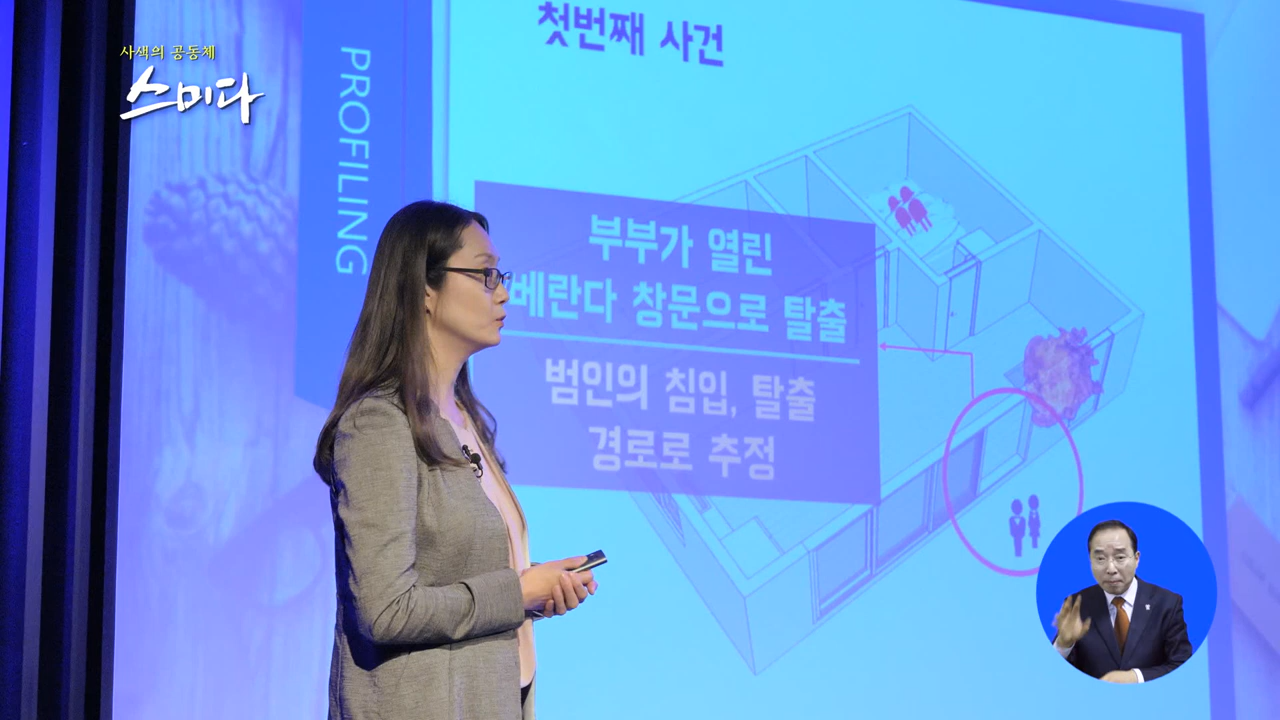 사색의 공동체
스미다
PROFILING
첫번째 사건
부부가 열린
베란다 창문으로 탈출
범인의 침입, 탈출
경로로 추정